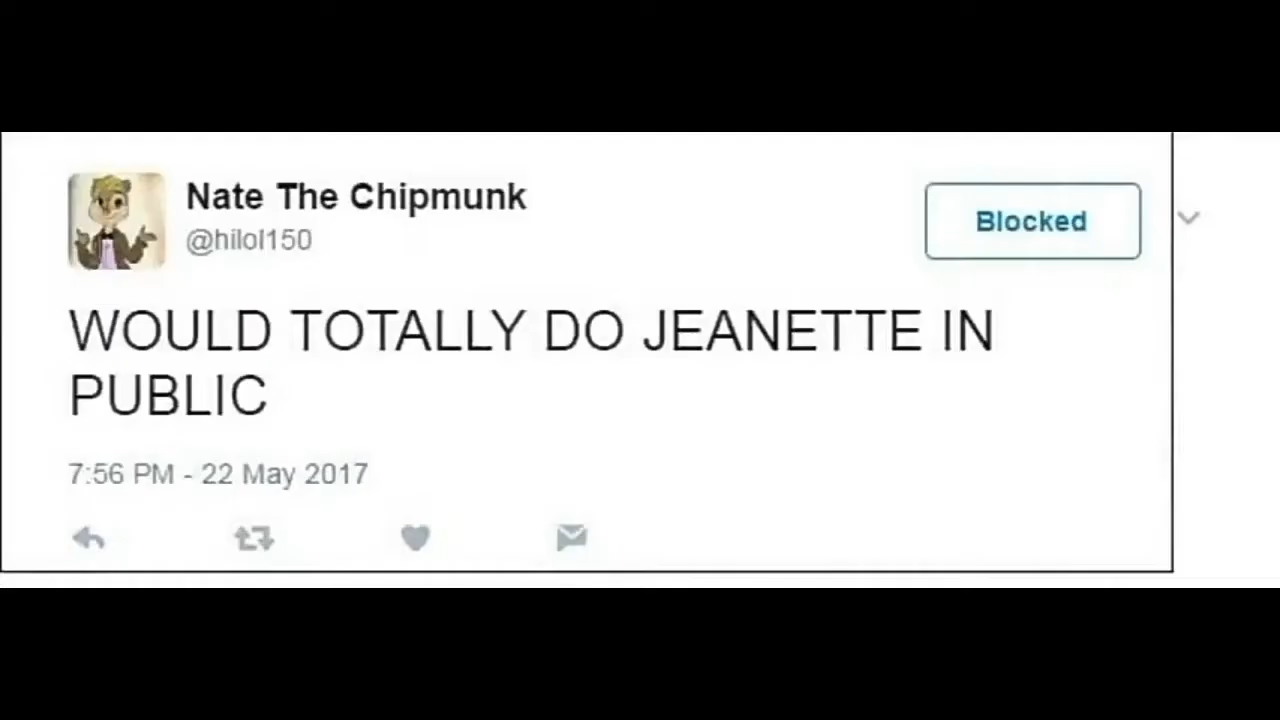 Nate The Chipmunk
@hilol150
Blocked
WOULD TOTALLY DO JEANETTE IN
PUBLIC
7:56 PM - 22 May 2017